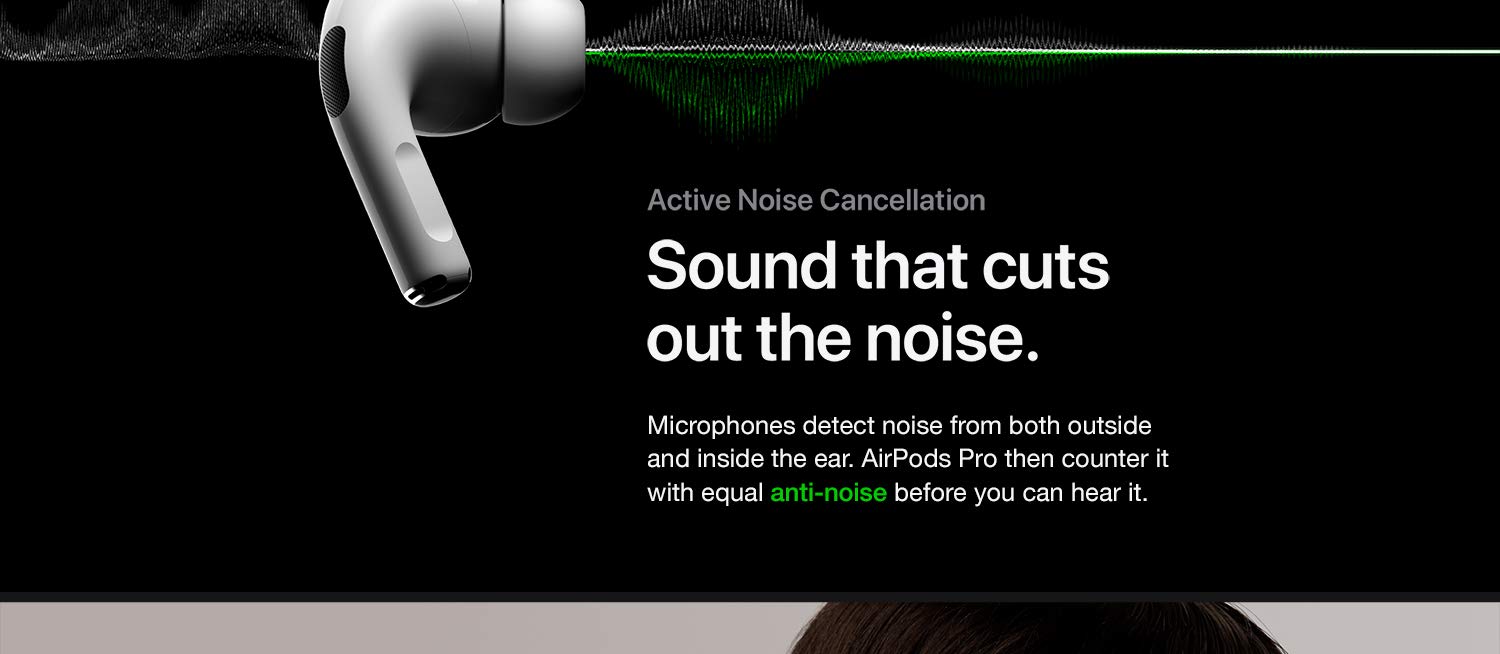 Active Noise Cancellation
Sound that cuts
out the noise.
Microphones detect noise from both outside
and inside the ear. AirPods Pro then counter it
with equal anti-noise before you can hear it.